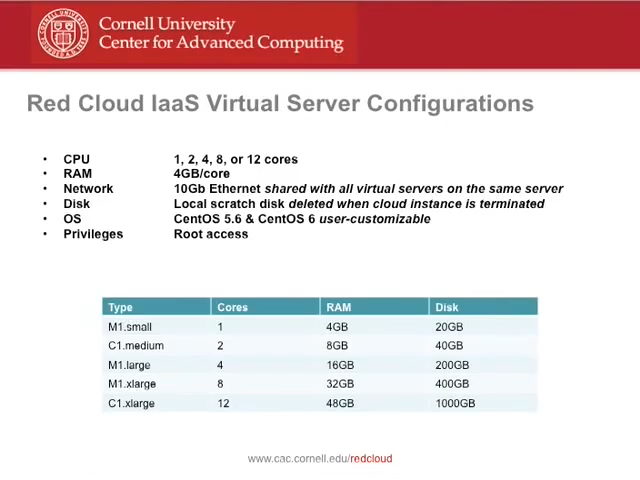 Cornell University
Center for Advanced Computing
Red Cloud IaaS Virtual Server Configurations
• CPU 1, 2, 4, 8, or 12 cores
• RAM 4GB/core
• Network 10Gb Ethernet shared with all virtual servers on the same server
• Disk Local scratch disk deleted when cloud instance is terminated
• OS CentOS 5.6 & CentOS 6 user-customizable
• Privileges Root access
Type Cores RAM Disk
M1.small 1 4GB 20GB
C1.medium 2 8GB 40GB
M1.large 4 16GB 200GB
M1.xlarge 8 32GB 400GB
C1.xlarge 12 48GB 1000GB
www.cac.cornell.edu/redcloud